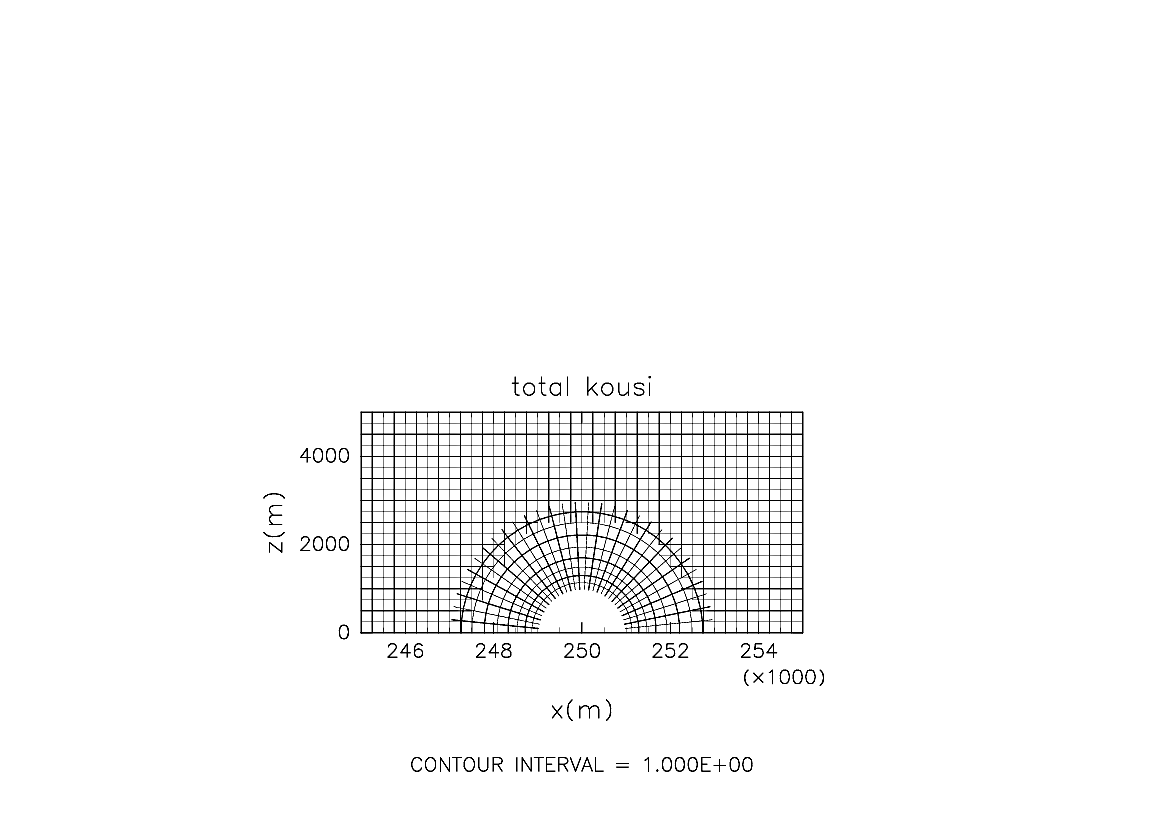 total kousi
4000
2000
0
z(m)
246 248 250 252 254
(×1000)
x(m)
CONTOUR INTERVAL = 1.000E+00